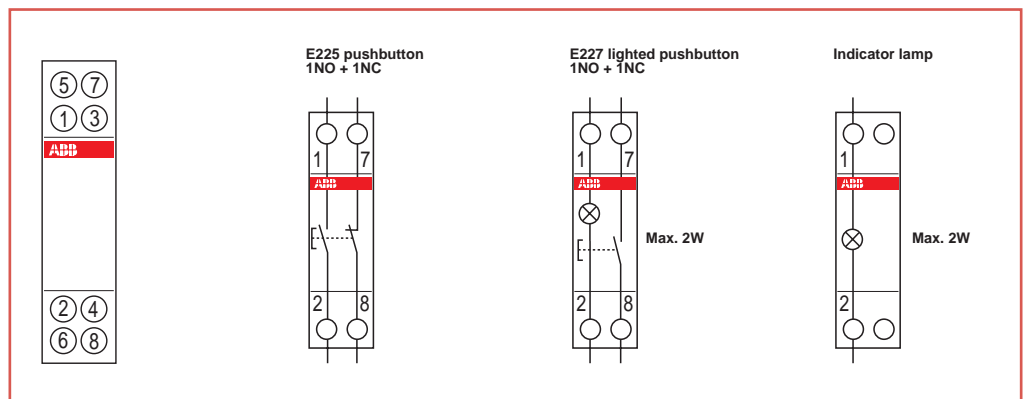 E225 pushbutton
1NO + 1NC
E227 lighted pushbutton
1NO + 1NC
Indicator lamp
5 7
1 3
ABB
2 4
6 8
1 7
ABB
2 8
1 7
ABB
Max. 2W
2 8
1
ABB
Max. 2W
2